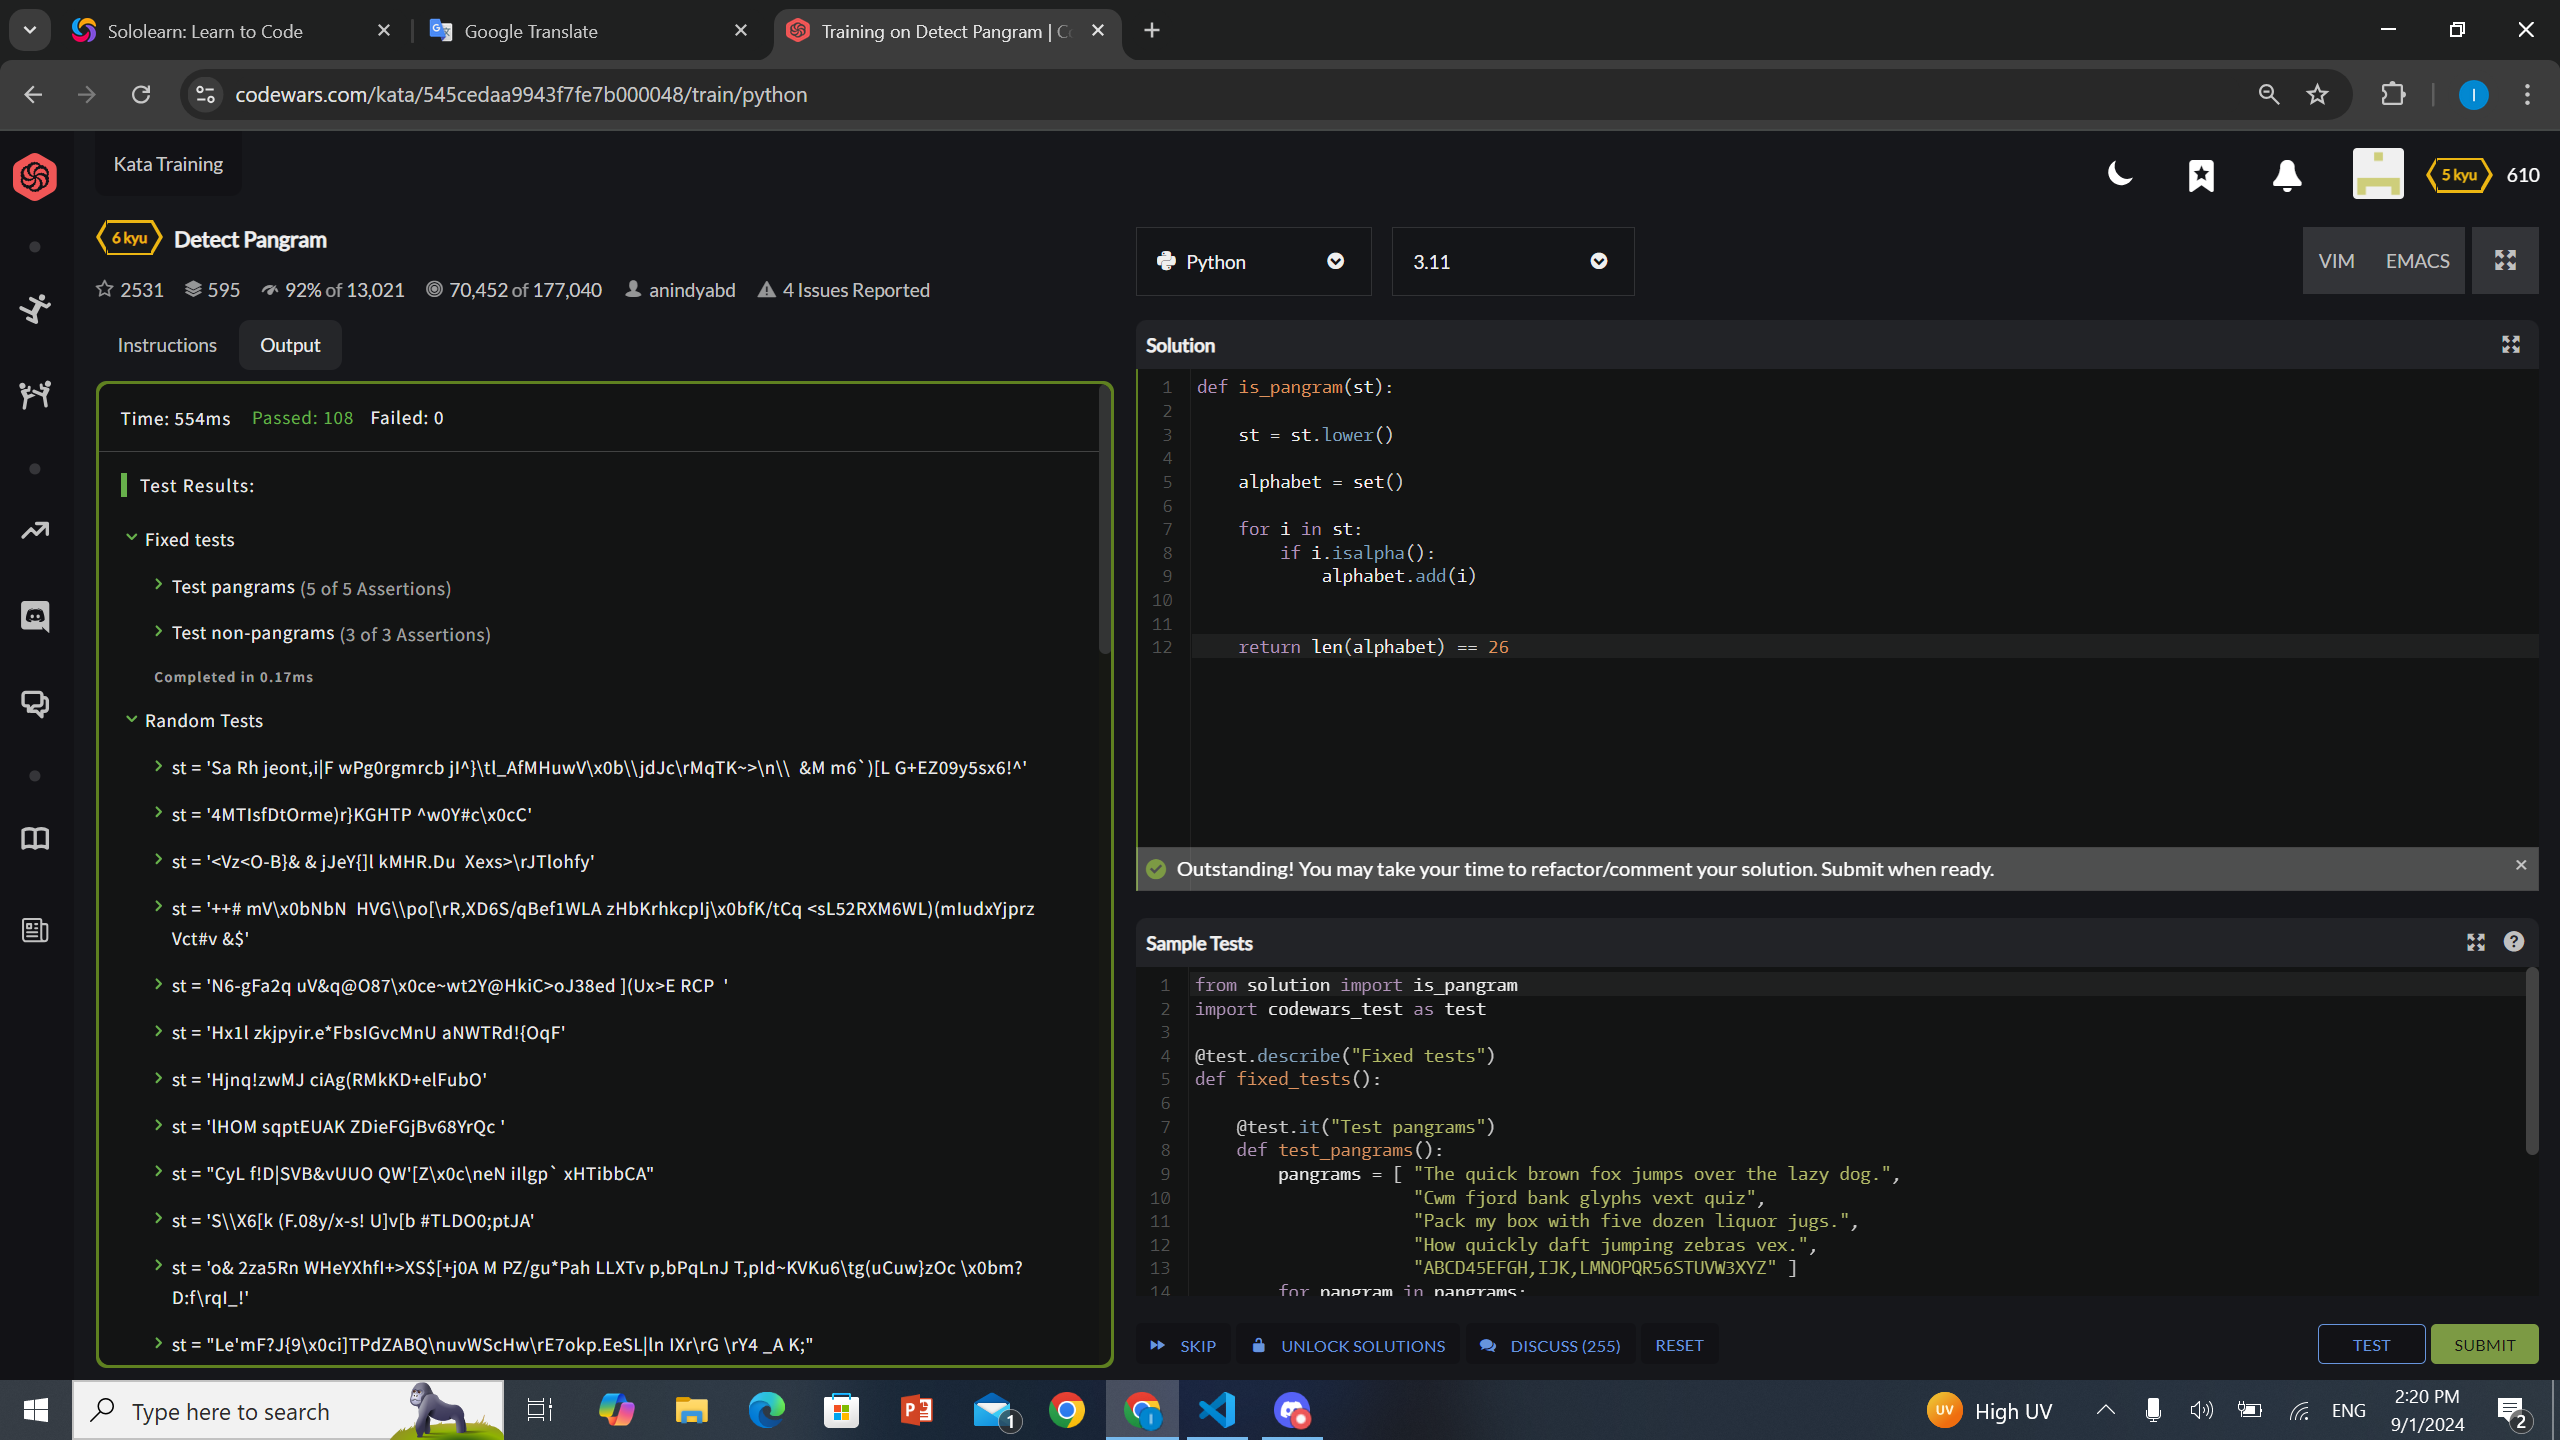 Sololearn: Learn to Code
Google Translate
Training on Detect Pangram | Co
codewars.com/kata/545cedaa9943f7fe7b000048/train/python
I
Kata Training
5 kyu
610
6 kyu
Detect Pangram
2531
595
92% of 13,021
70,452 of 177,040
anindyabd
4 Issues Reported
Python
3.11
VIM
EMACS
Instructions
Output
Time: 554ms Passed: 108 Failed: 0
Test Results:
Fixed tests
Test pangrams (5 of 5 Assertions)
Test non-pangrams (3 of 3 Assertions)
Completed in 0.17ms
Random Tests
st = 'Sa Rh jeont,i|F wPg0rgmrcb jI^}\tl_AfMHuwV\x0b\\jdJc\rMqTK~>\n\\  &M m6`)[L G+EZ09y5sx6!^'
st = '4MTIsfDtOrme)r}KGHTP ^w0Y#c\x0cC'
st = '<Vz<O-B}& & jJeY{]l kMHR.Du  Xexs>\rJTlohfy'
st = '++# mV\x0bNbN  HVG\\po[\rR,XD6S/qBef1WLA zHbKrhkcpIj\x0bfK/tCq <sL52RXM6WL)(mIudxYjprz
Vct#v &$'
st = 'N6-gFa2q uV&q@O87\x0ce~wt2Y@HkiC>oJ38ed ](Ux>E RCP  '
st = 'Hx1l zkjpyir.e*FbsIGvcMnU aNWTRd!{OqF'
st = 'Hjnq!zwMJ ciAg(RMkKD+elFubO'
st = 'lHOM sqptEUAK ZDieFGjBv68YrQc '
st = "CyL f!D|SVB&vUUO QW'[Z\x0c\neN iIlgp` xHTibbCA"
st = 'S\\X6[k (F.08y/x-s! U]v[b #TLDO0;ptJA'
st = 'o& 2za5Rn WHeYXhfI+>XS$[+j0A M PZ/gu*Pah LLXTv p,bPqLnJ T,pId~KVKu6\tg(uCuw}zOc \x0bm?
D:f\rqI_!'
st = "Le'mF?J{9\x0ci]TPdZABQ\nuvWScHw\rE7okp.EeSL|ln IXr\rG \rY4 _A K;"
Solution
1 def is_pangram(st):
2
3     st = st.lower()
4
5     alphabet = set()
6
7     for i in st:
8         if i.isalpha():
9             alphabet.add(i)
10
11
12     return len(alphabet) == 26
Outstanding! You may take your time to refactor/comment your solution. Submit when ready.
Sample Tests
1 from solution import is_pangram
2 import codewars_test as test
3
4 @test.describe("Fixed tests")
5 def fixed_tests():
6
7     @test.it("Test pangrams")
8     def test_pangrams():
9         pangrams = [ "The quick brown fox jumps over the lazy dog.",
10                      "Cwm fjord bank glyphs vext quiz",
11                      "Pack my box with five dozen liquor jugs.",
12                      "How quickly daft jumping zebras vex.",
13                      "ABCD45EFGH,IJK,LMNOPQR56STUVW3XYZ" ]
14         for pangram in pangrams:
SKIP
UNLOCK SOLUTIONS
DISCUSS (255)
RESET
TEST
SUBMIT
Type here to search
1
I
UV
High UV
ENG
2:20 PM
9/1/2024
2